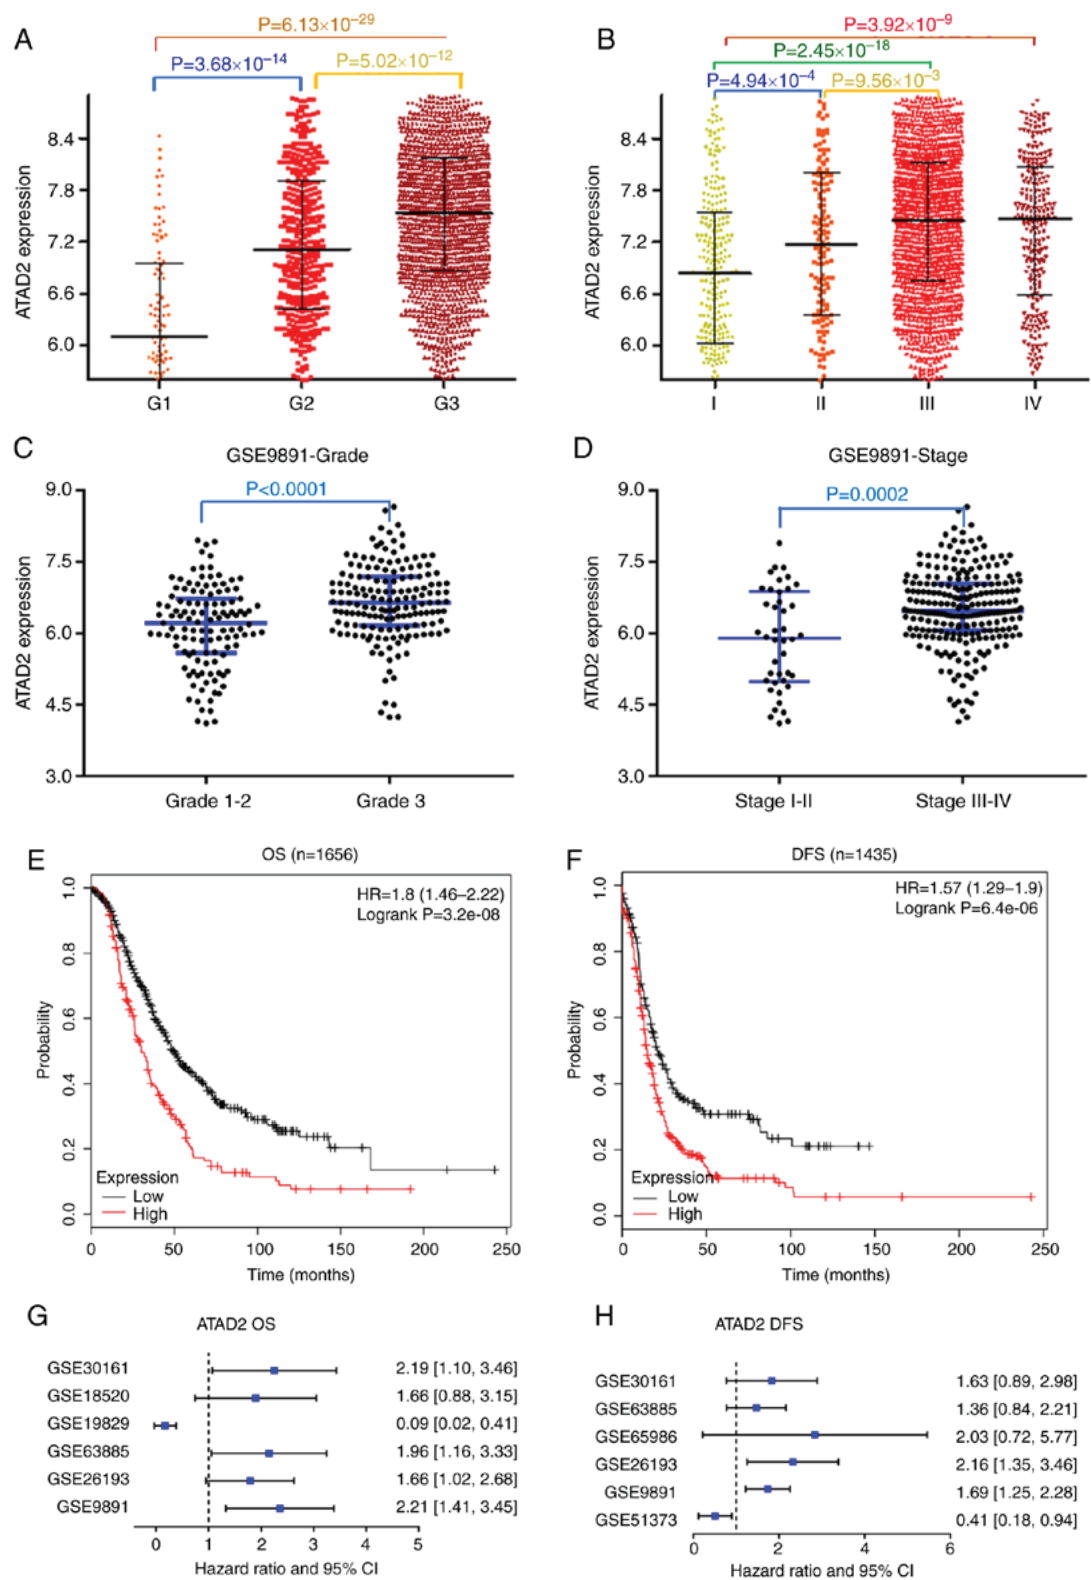 A
P=6.13×10−29
P=3.68×10−14
P=5.02×10−12
ATAD2 expression
8.4
7.8
7.2
6.6
6.0
G1
G2
G3
B
P=3.92×10−9
P=2.45×10−18
P=4.94×10−4
P=9.56×10−3
ATAD2 expression
8.4
7.8
7.2
6.6
6.0
I
II
III
IV
C
GSE9891-Grade
P<0.0001
ATAD2 expression
9.0
7.5
6.0
4.5
3.0
Grade 1-2
Grade 3
D
GSE9891-Stage
P=0.0002
ATAD2 expression
9.0
7.5
6.0
4.5
3.0
Stage I-II
Stage III-IV
E
OS (n=1656)
HR=1.8 (1.46–2.22)
Logrank P=3.2e-08
Probability
1.0
0.8
0.6
0.4
0.2
0.0
Expression
Low
High
0 50 100 150 200 250
Time (months)
F
DFS (n=1435)
HR=1.57 (1.29–1.9)
Logrank P=6.4e-06
Probability
1.0
0.8
0.6
0.4
0.2
0.0
Expression
Low
High
0 50 100 150 200 250
Time (months)
G
ATAD2 OS
GSE30161 2.19 [1.10, 3.46]
GSE18520 1.66 [0.88, 3.15]
GSE19829 0.09 [0.02, 0.41]
GSE63885 1.96 [1.16, 3.33]
GSE26193 1.66 [1.02, 2.68]
GSE9891 2.21 [1.41, 3.45]
0 1 2 3 4 5
Hazard ratio and 95% CI
H
ATAD2 DFS
GSE30161 1.63 [0.89, 2.98]
GSE63885 1.36 [0.84, 2.21]
GSE65986 2.03 [0.72, 5.77]
GSE26193 2.16 [1.35, 3.46]
GSE9891 1.69 [1.25, 2.28]
GSE51373 0.41 [0.18, 0.94]
0 2 4 6
Hazard ratio and 95% CI